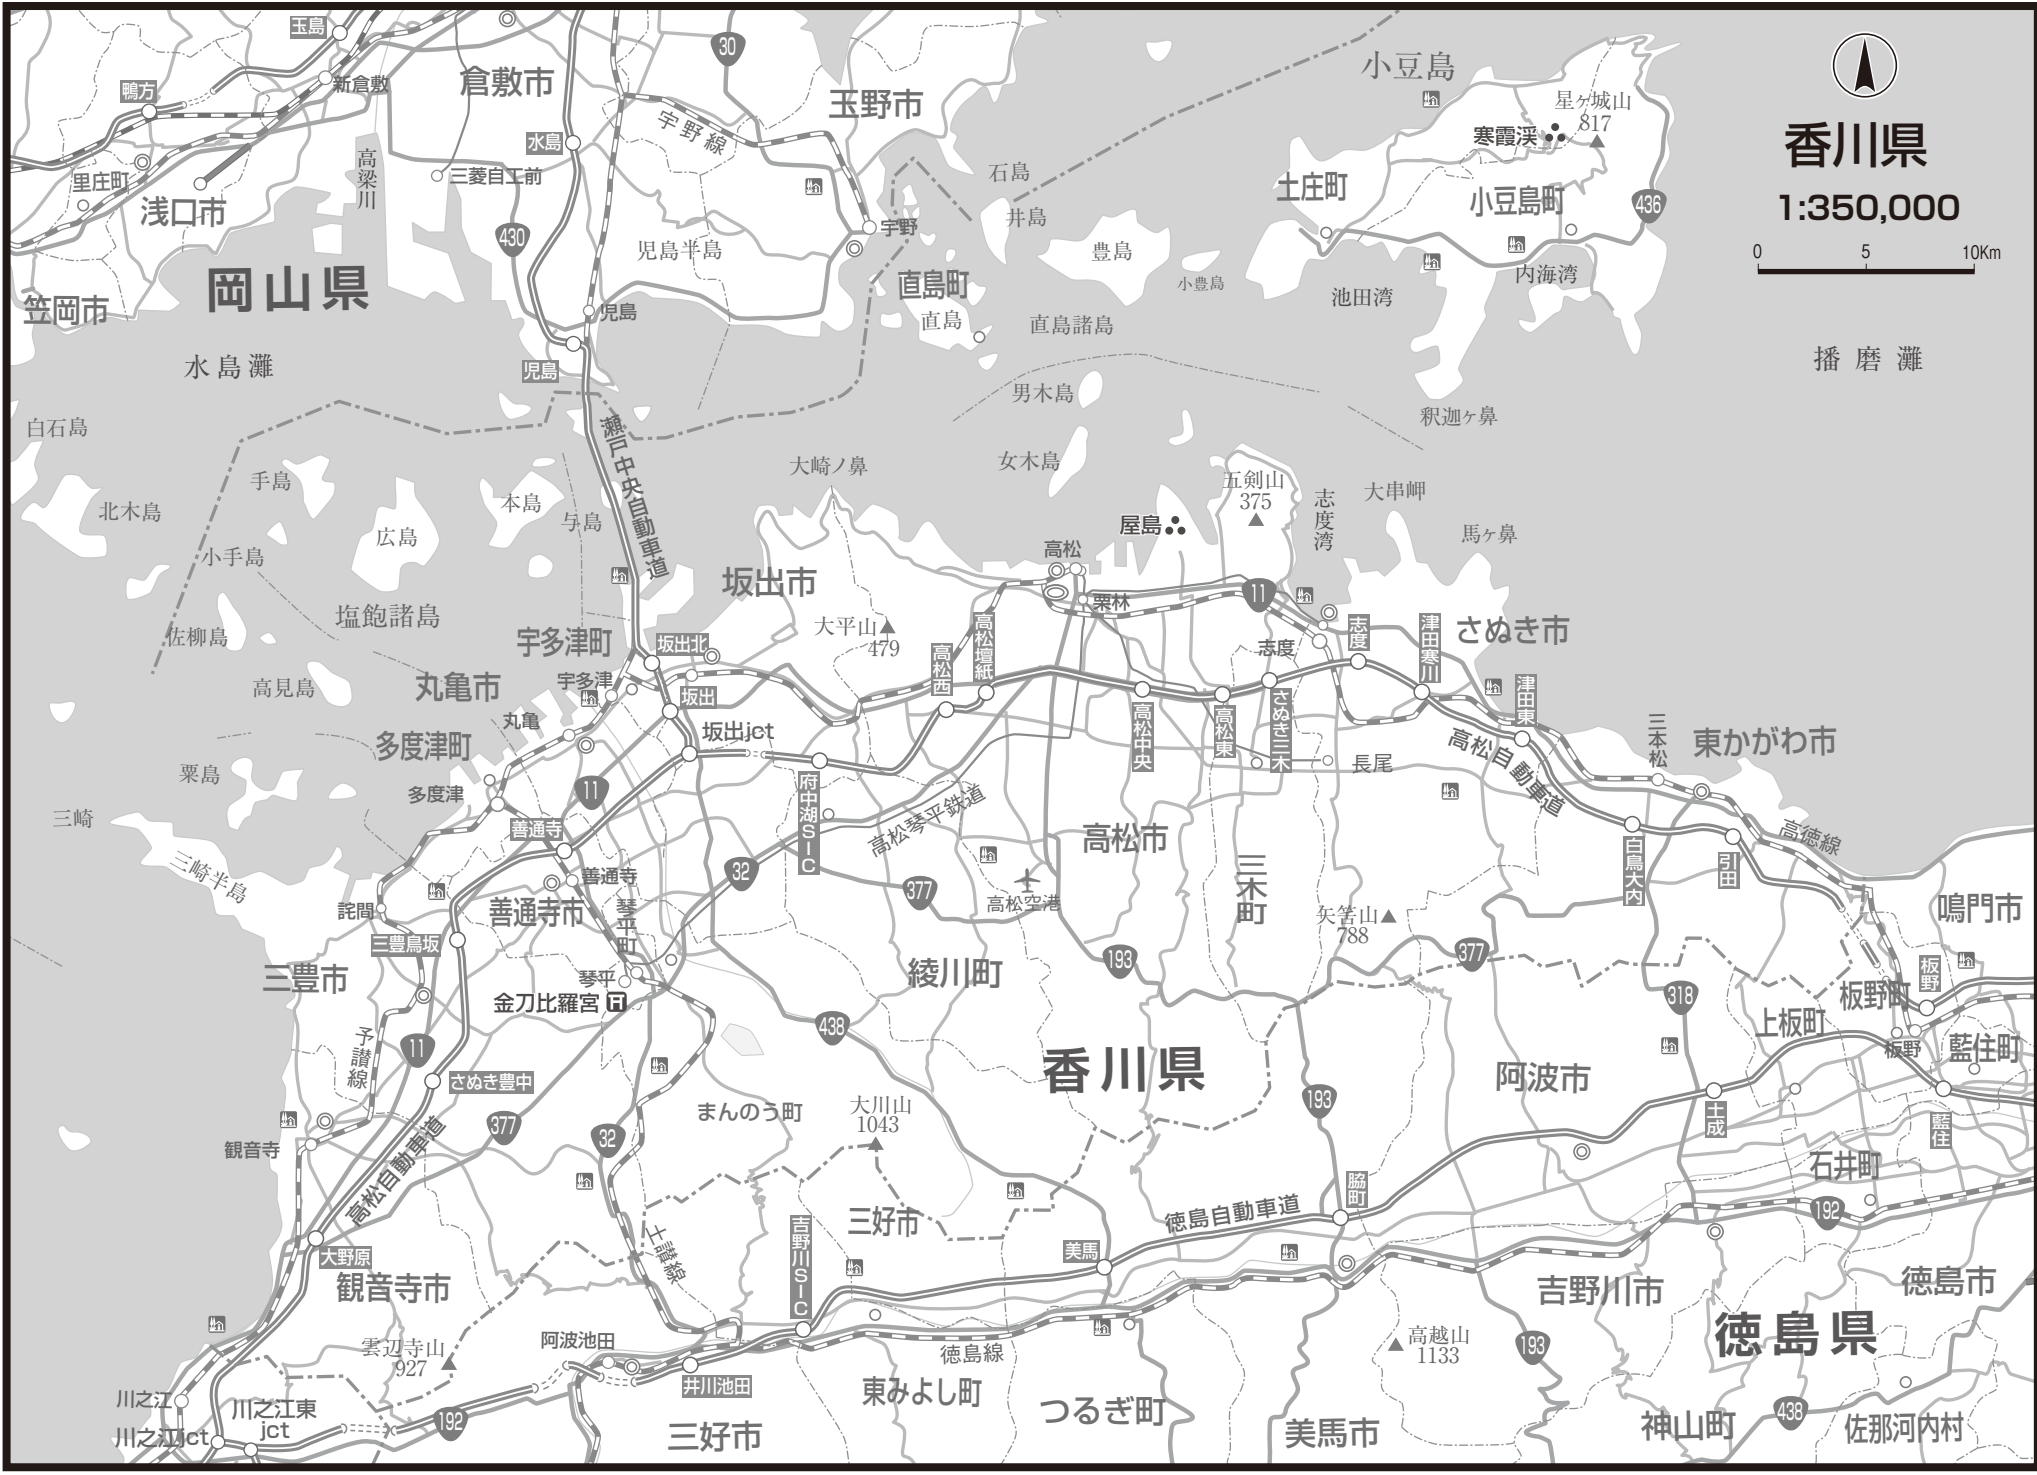 香川県
1:350,000
0 5 10Km
玉島
新倉敷
倉敷市
30
玉野市
小豆島
星ヶ城山
817
寒霞渓
鴨方
水島
宇野線
里庄町
浅口市
高梁川
三菱自工前
430
石島
井島
土庄町
小豆島町
436
宇野
児島半島
豊島
小豊島
内海湾
池田湾
岡山県
笠岡市
直島町
直島
直島諸島
児島
児島
水島灘
播磨灘
男木島
釈迦ヶ鼻
白石島
瀬戸中央自動車道
大崎ノ鼻
女木島
五剣山
375
志度湾
大串岬
手島
本島
与島
北木島
広島
屋島
馬ヶ鼻
小手島
高松
坂出市
塩飽諸島
栗林
11
佐柳島
宇多津町
大平山
479
高松壇紙
志度
志度
津田寒川
さぬき市
坂出北
高松西
高見島
丸亀市
宇多津
坂出
さぬき三木
津田東
丸亀
坂出jct
高松中央
高松東
三本松
東かがわ市
多度津町
粟島
長尾
高松自動車道
多度津
11
府中湖SIC
高松琴平鉄道
三崎
善通寺
高松市
高徳線
三崎半島
32
白鳥大内
引田
善通寺
377
三木町
詫間
善通寺市
琴平町
高松空港
矢筈山
788
鳴門市
三豊鳥坂
377
三豊市
琴平
綾川町
193
板野
金刀比羅宮
318
板野町
438
上板町
予讃線
11
板野
藍住町
香川県
さぬき豊中
阿波市
まんのう町
大川山
1043
193
377
32
土成
藍住
観音寺
高松自動車道
石井町
脇町
192
吉野川SIC
三好市
徳島自動車道
土讃線
大野原
美馬
観音寺市
吉野川市
徳島市
阿波池田
高越山
1133
193
徳島県
雲辺寺山
927
徳島線
井川池田
川之江
川之江東
jct
川之江jct
192
三好市
東みよし町
つるぎ町
美馬市
神山町
438
佐那河内村